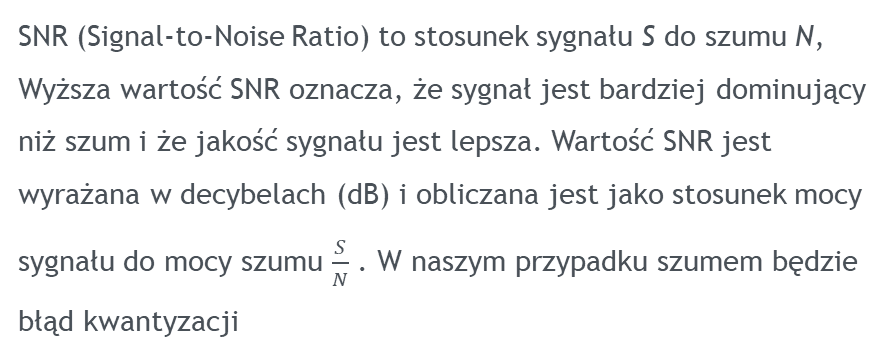 SNR (Signal-to-Noise Ratio) to stosunek sygnału S do szumu N,
Wyższa wartość SNR oznacza, że sygnał jest bardziej dominujący
niż szum i że jakość sygnału jest lepsza. Wartość SNR jest
wyrażana w decybelach (dB) i obliczana jest jako stosunek mocy
sygnału do mocy szumu S/N . W naszym przypadku szumem będzie
błąd kwantyzacji